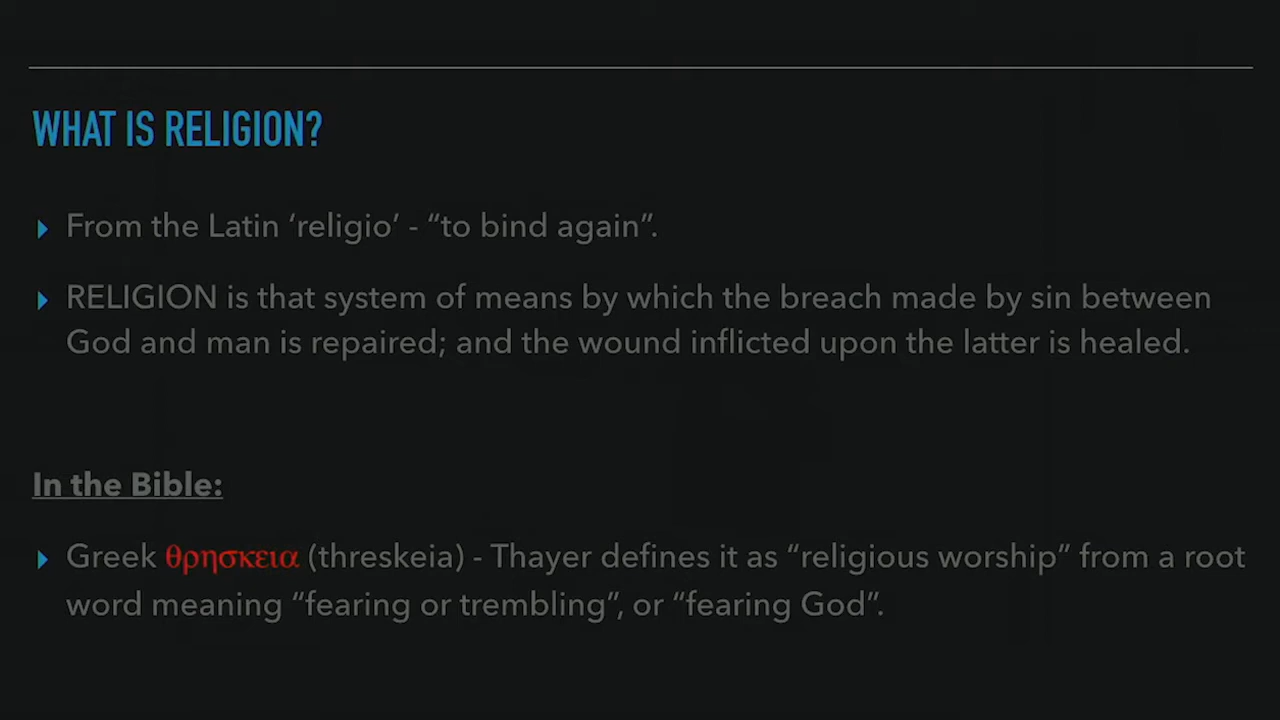 WHAT IS RELIGION?
From the Latin ‘religio’ - “to bind again”.
RELIGION is that system of means by which the breach made by sin between
God and man is repaired; and the wound inflicted upon the latter is healed.
In the Bible:
Greek θρησκεια (threskeia) - Thayer defines it as “religious worship” from a root
word meaning “fearing or trembling”, or “fearing God”.